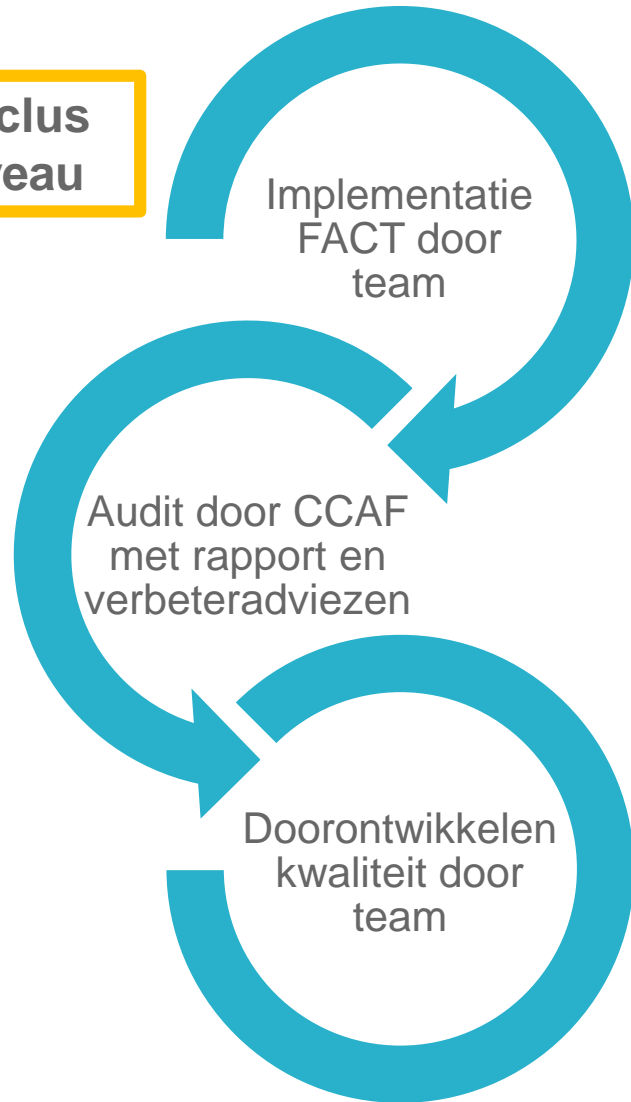 clus
eau
Implementatie
FACT door
team
Audit door CCAF
met rapport en
verbeteradviezen
Doorontwikkelen
kwaliteit door
team